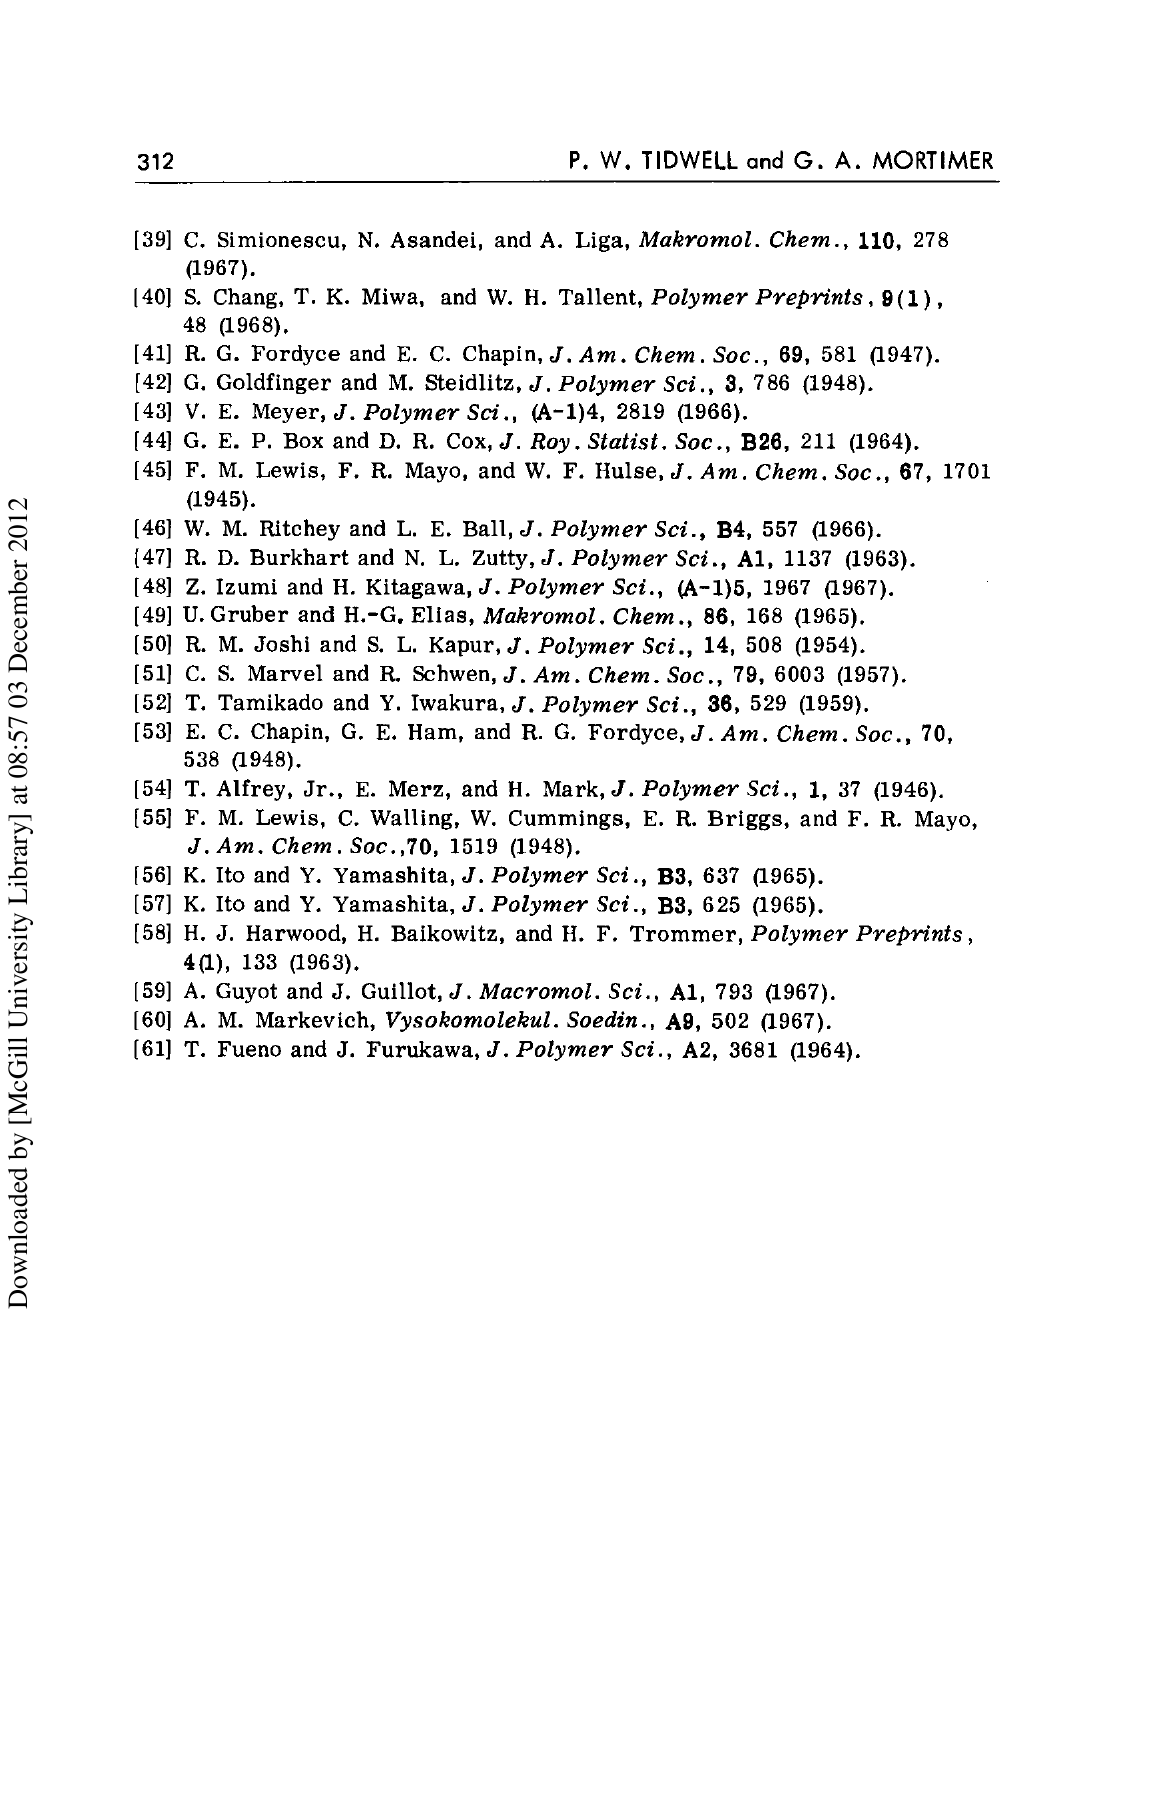 312 P. W. TIDWELL and G. A. MORTIMER
[39] C. Simionescu, N. Asandei, and A. Liga, Makromol. Chem., 110, 278
(1967).
[40] S. Chang, T. K. Miwa, and W. H. Tallent, Polymer Preprints, 9(1),
48 (1968).
[41] R. G. Fordyce and E. C. Chapin, J. Am. Chem. Soc., 69, 581 (1947).
[42] G. Goldfinger and M. Steidlitz, J. Polymer Sci., 3, 786 (1948).
[43] V. E. Meyer, J. Polymer Sci., (A-1)4, 2819 (1966).
[44] G. E. P. Box and D. R. Cox, J. Roy. Statist. Soc., B26, 211 (1964).
[45] F. M. Lewis, F. R. Mayo, and W. F. Hulse, J. Am. Chem. Soc., 67, 1701
(1945).
[46] W. M. Ritchey and L. E. Ball, J. Polymer Sci., B4, 557 (1966).
[47] R. D. Burkhart and N. L. Zutty, J. Polymer Sci., A1, 1137 (1963).
[48] Z. Izumi and H. Kitagawa, J. Polymer Sci., (A-1)5, 1967 (1967).
[49] U. Gruber and H.-G. Elias, Makromol. Chem., 86, 168 (1965).
[50] R. M. Joshi and S. L. Kapur, J. Polymer Sci., 14, 508 (1954).
[51] C. S. Marvel and R. Schwen, J. Am. Chem. Soc., 79, 6003 (1957).
[52] T. Tamikado and Y. Iwakura, J. Polymer Sci., 36, 529 (1959).
[53] E. C. Chapin, G. E. Ham, and R. G. Fordyce, J. Am. Chem. Soc., 70,
538 (1948).
[54] T. Alfrey, Jr., E. Merz, and H. Mark, J. Polymer Sci., 1, 37 (1946).
[55] F. M. Lewis, C. Walling, W. Cummings, E. R. Briggs, and F. R. Mayo,
J. Am. Chem. Soc., 70, 1519 (1948).
[56] K. Ito and Y. Yamashita, J. Polymer Sci., B3, 637 (1965).
[57] K. Ito and Y. Yamashita, J. Polymer Sci., B3, 625 (1965).
[58] H. J. Harwood, H. Baikowitz, and H. F. Trommer, Polymer Preprints,
4(1), 133 (1963).
[59] A. Guyot and J. Guillot, J. Macromol. Sci., A1, 793 (1967).
[60] A. M. Markevich, Vysokomolekul. Soedin., A9, 502 (1967).
[61] T. Fueno and J. Furukawa, J. Polymer Sci., A2, 3681 (1964).
Downloaded by [McGill University Library] at 08:57 03 December 2012